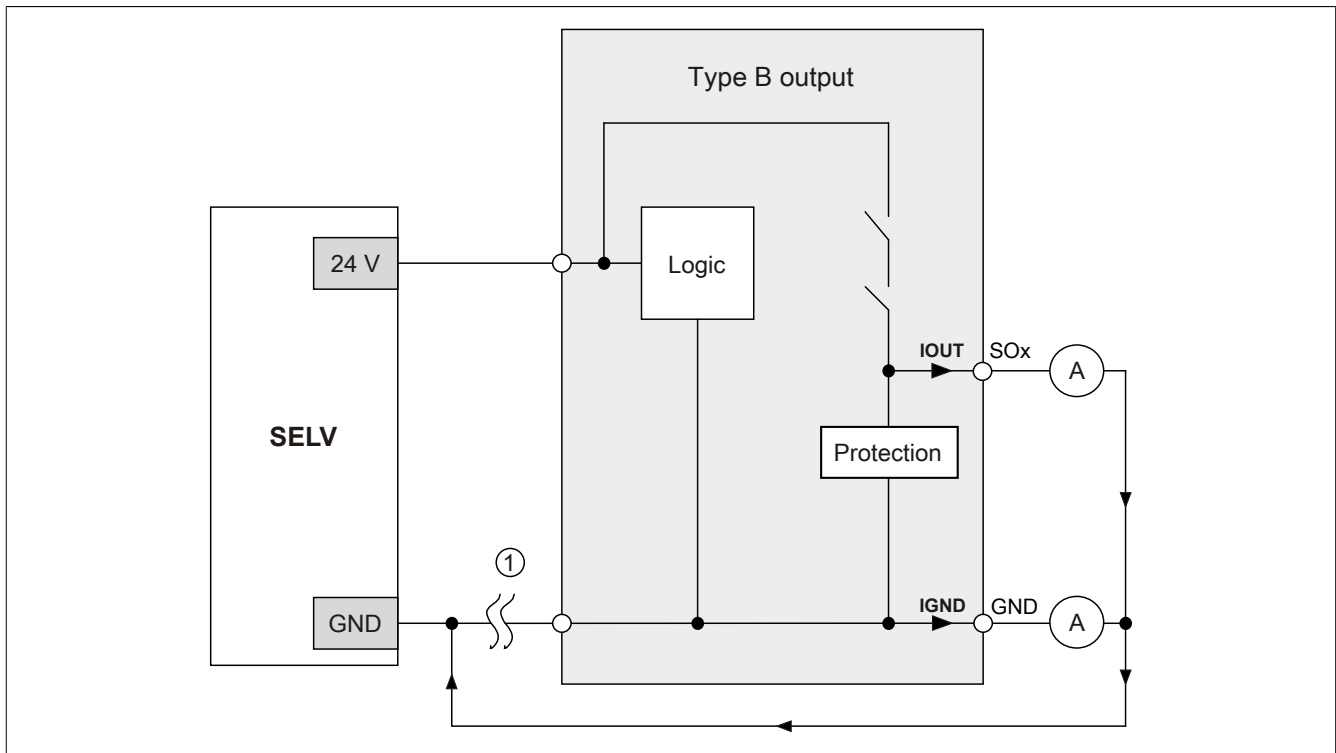 Type B output
24 V
Logic
IOUT
SOx
A
SELV
Protection
1
GND
IGND
GND
A